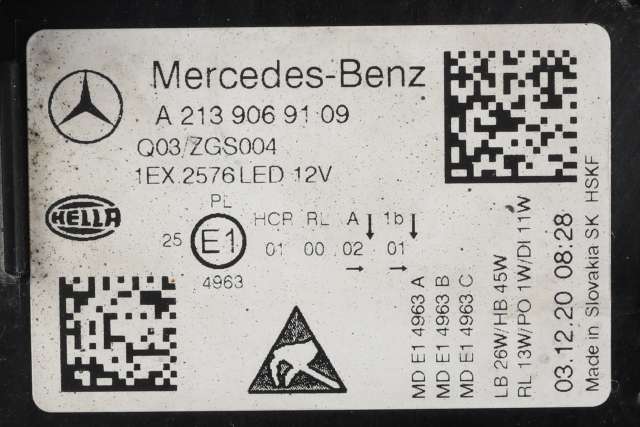 Mercedes-Benz
A 213 906 91 09
Q03/ZGS004
1EX.2576 LED 12V
HELLA
PL
25 E1
4963
HCR RL A 1b
01 00 02 01
MD E1 4963 A
MD E1 4963 B
MD E1 4963 C
LB 26W/HB 45W
RL 13W/PO 1W/DI 11W
03.12.20 08:28
Made in Slovakia SK HSKF